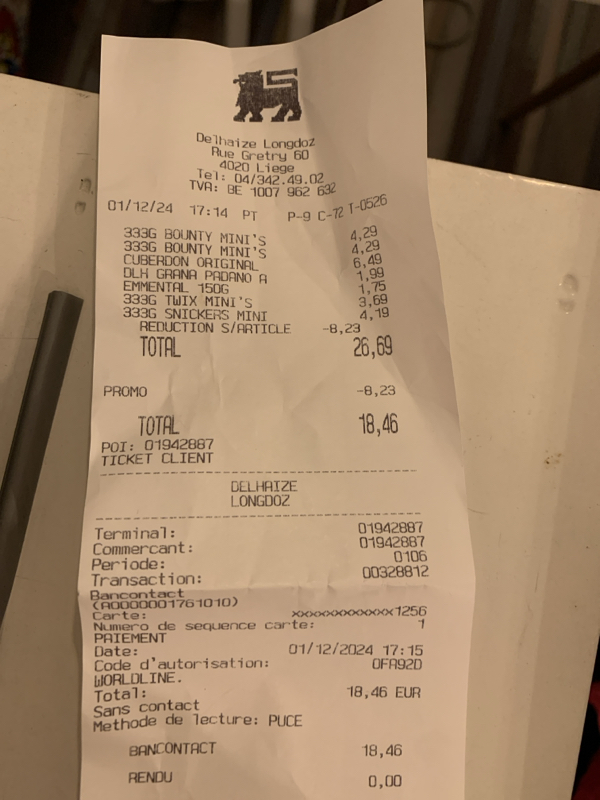 Delhaize Longdoz
Rue Gretry 60
4020 Liege
Tel: 04/342.49.02
TVA: BE 1007 962 632
01/12/24 17:14 PT P-9 C-72 T-0526
333G BOUNTY MINI'S 4,29
333G BOUNTY MINI'S 4,29
CUBERDON ORIGINAL 6,49
DLH GRANA PADANO A 1,99
EMMENTAL 150G 1,75
333G TWIX MINI'S 3,69
333G SNICKERS MINI 4,19
REDUCTION S/ARTICLE -8,23
TOTAL 26,69
PROMO -8,23
TOTAL 18,46
POI: 01942887
TICKET CLIENT
DELHAIZE
LONGDOZ
Terminal: 01942887
Commercant: 01942887
Periode: 0106
Transaction: 00328812
Bancontact
(A0000001761010)
Carte: xxxxxxxxxxxx1256
Numero de sequence carte: 1
PAIEMENT
Date: 01/12/2024 17:15
Code d'autorisation: 0FA92D
WORLDLINE.
Total: 18,46 EUR
Sans contact
Methode de lecture: PUCE
BANCONTACT 18,46
RENDU 0,00